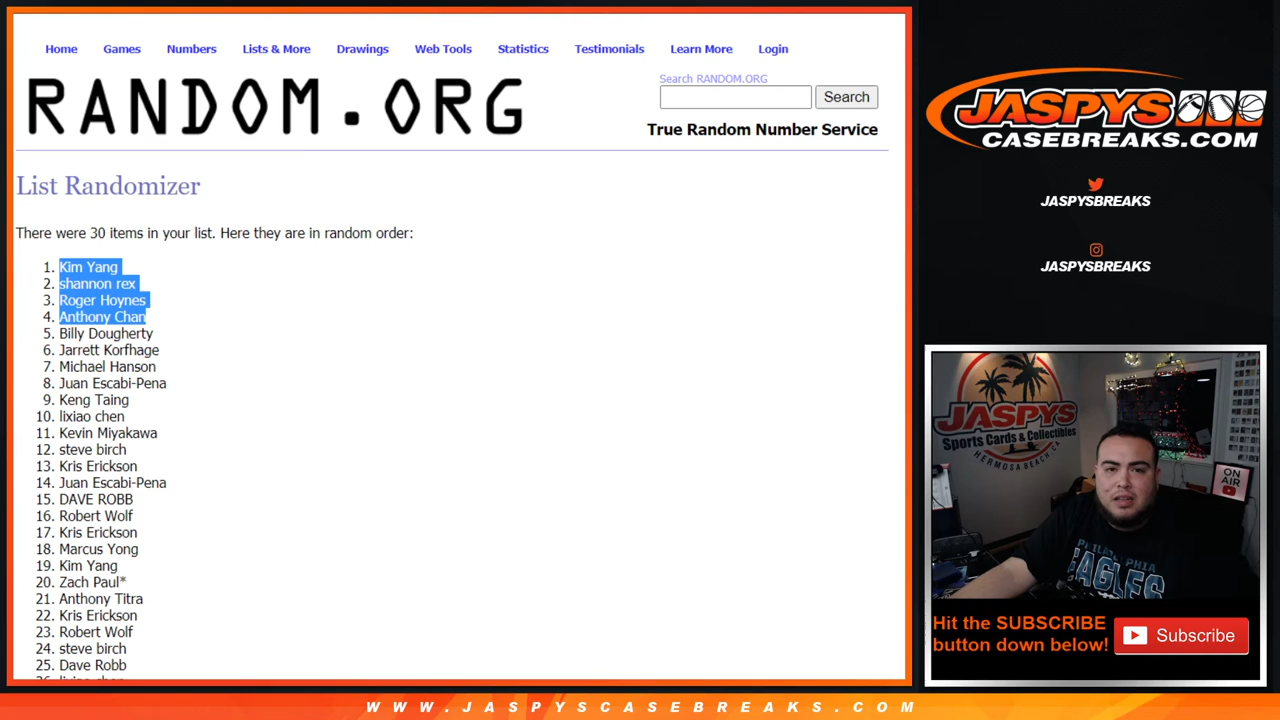 Home Games Numbers Lists & More Drawings Web Tools Statistics Testimonials Learn More Login
RANDOM.ORG
Search RANDOM.ORG
Search
True Random Number Service
List Randomizer
There were 30 items in your list. Here they are in random order:
1. Kim Yang
2. shannon rex
3. Roger Hoynes
4. Anthony Chan
5. Billy Dougherty
6. Jarrett Korfhage
7. Michael Hanson
8. Juan Escabi-Pena
9. Keng Taing
10. lixiao chen
11. Kevin Miyakawa
12. steve birch
13. Kris Erickson
14. Juan Escabi-Pena
15. DAVE ROBB
16. Robert Wolf
17. Kris Erickson
18. Marcus Yong
19. Kim Yang
20. Zach Paul*
21. Anthony Titra
22. Kris Erickson
23. Robert Wolf
24. steve birch
25. Dave Robb
JASPYS
CASEBREAKS.COM
JASPYSBREAKS
JASPYSBREAKS
JASPYS
Sports Cards & Collectibles
HERMOSA BEACH, CA
ON
AIR
PHILADELPHIA
EAGLES
Hit the SUBSCRIBE
button down below!
Subscribe
WWW.JASPYSCASEBREAKS.COM